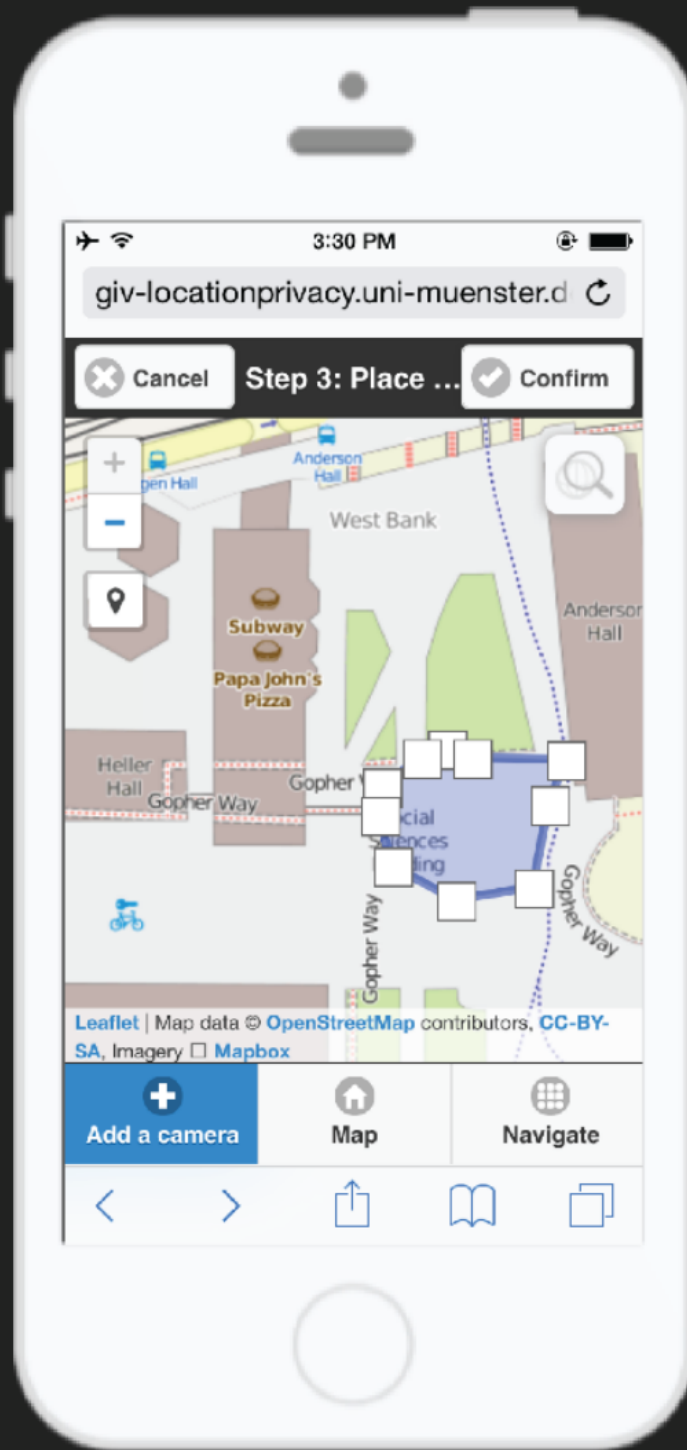 3:30 PM
giv-locationprivacy.uni-muenster.d
Cancel
Step 3: Place ...
Confirm
+
−
gen Hall
Anderson
Hall
West Bank
Subway
Papa John's
Pizza
Anderson
Hall
Heller
Hall
Gopher Way
Gopher
cial
Sciences
ding
Gopher Way
Gopher Way
Leaflet | Map data © OpenStreetMap contributors, CC-BY-
SA, Imagery □ Mapbox
Add a camera
Map
Navigate